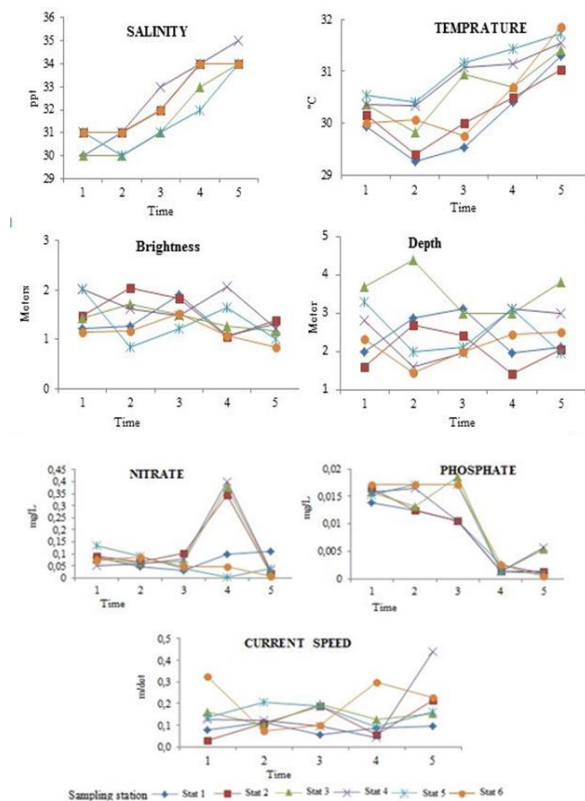 SALINITY
36
35
34
33
32
31
30
29
ppt
1 2 3 4 5
Time
TEMPRATURE
32
31
30
29
°C
1 2 3 4 5
Time
Brightness
3
2
1
0
Meters
1 2 3 4 5
Time
Depth
5
4
3
2
1
Meter
1 2 3 4 5
Time
NITRATE
0,45
0,4
0,35
0,3
0,25
0,2
0,15
0,1
0,05
0
mg/L
1 2 3 4 5
Time
PHOSPHATE
0,02
0,015
0,01
0,005
0
mg/L
1 2 3 4 5
Time
CURRENT SPEED
0,5
0,4
0,3
0,2
0,1
0,0
m/det
1 2 3 4 5
Time
Sampling station Stat 1 Stat 2 Stat 3 Stat 4 Stat 5 Stat 6